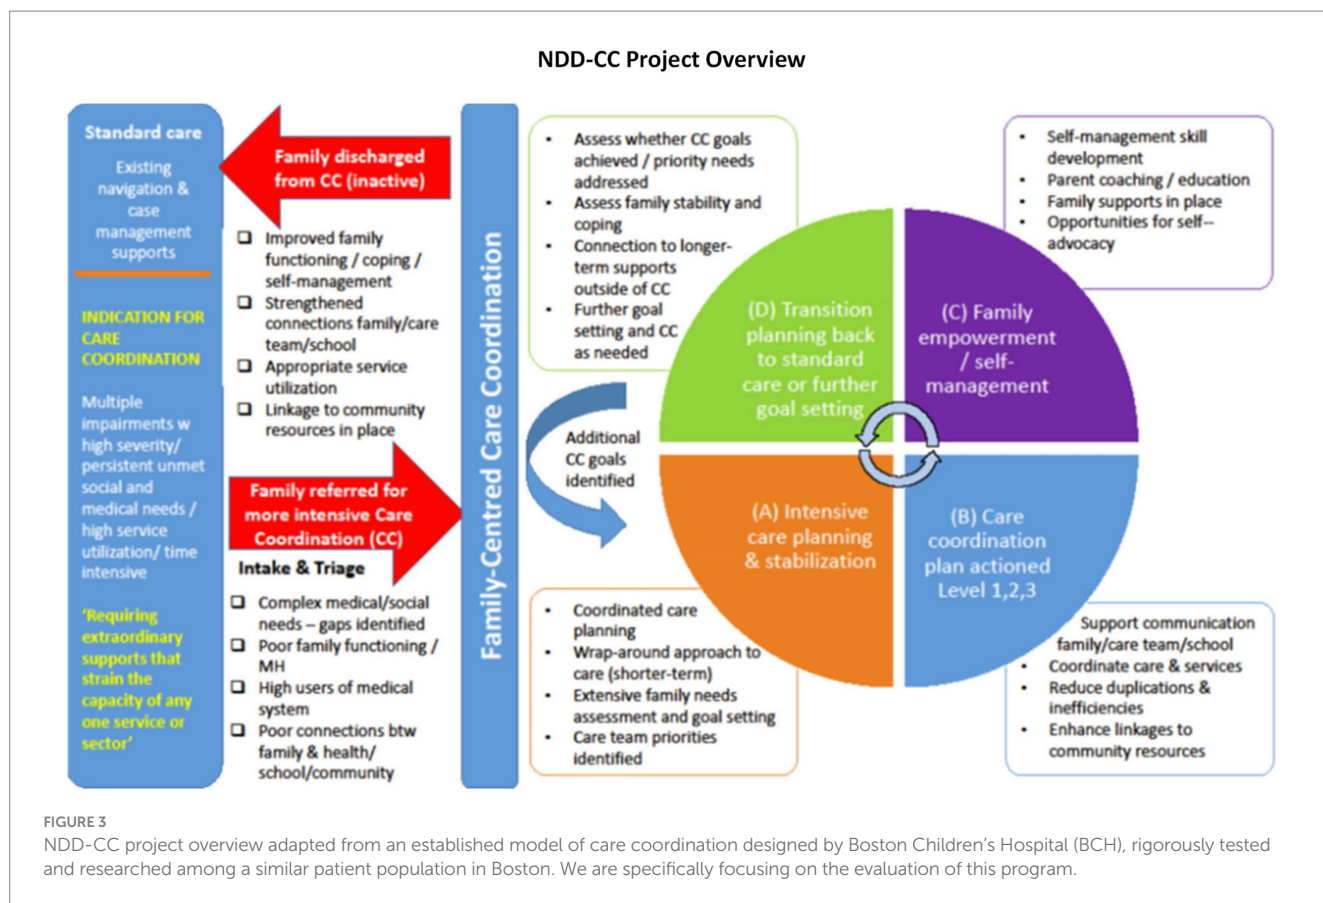 NDD-CC Project Overview
Standard care
Existing
navigation &
case
management
supports
INDICATION FOR
CARE
COORDINATION
Multiple
impairments w
high severity/
persistent unmet
social and
medical needs /
high service
utilization/ time
intensive
‘Requiring
extraordinary
supports that
strain the
capacity of any
one service or
sector’
Family discharged
from CC (inactive)
❑ Improved family
functioning / coping /
self-management
❑ Strengthened
connections family/care
team/school
❑ Appropriate service
utilization
❑ Linkage to community
resources in place
Family referred for
more intensive Care
Coordination (CC)
Intake & Triage
❑ Complex medical/social
needs – gaps identified
❑ Poor family functioning /
MH
❑ High users of medical
system
❑ Poor connections btw
family & health/
school/community
Family-Centred Care Coordination
• Assess whether CC goals
achieved / priority needs
addressed
• Assess family stability and
coping
• Connection to longer-
term supports
outside of CC
• Further goal
setting and CC
as needed
Additional
CC goals
identified
• Coordinated care
planning
• Wrap-around approach to
care (shorter-term)
• Extensive family needs
assessment and goal setting
• Care team priorities
identified
(D) Transition
planning back
to standard
care or further
goal setting
(C) Family
empowerment
/ self-
management
(A) Intensive
care planning
& stabilization
(B) Care
coordination
plan actioned
Level 1,2,3
• Self-management skill
development
• Parent coaching / education
• Family supports in place
• Opportunities for self--
advocacy
Support communication
family/care team/school
• Coordinate care & services
• Reduce duplications &
inefficiencies
• Enhance linkages to
community resources
FIGURE 3
NDD-CC project overview adapted from an established model of care coordination designed by Boston Children’s Hospital (BCH), rigorously tested
and researched among a similar patient population in Boston. We are specifically focusing on the evaluation of this program.